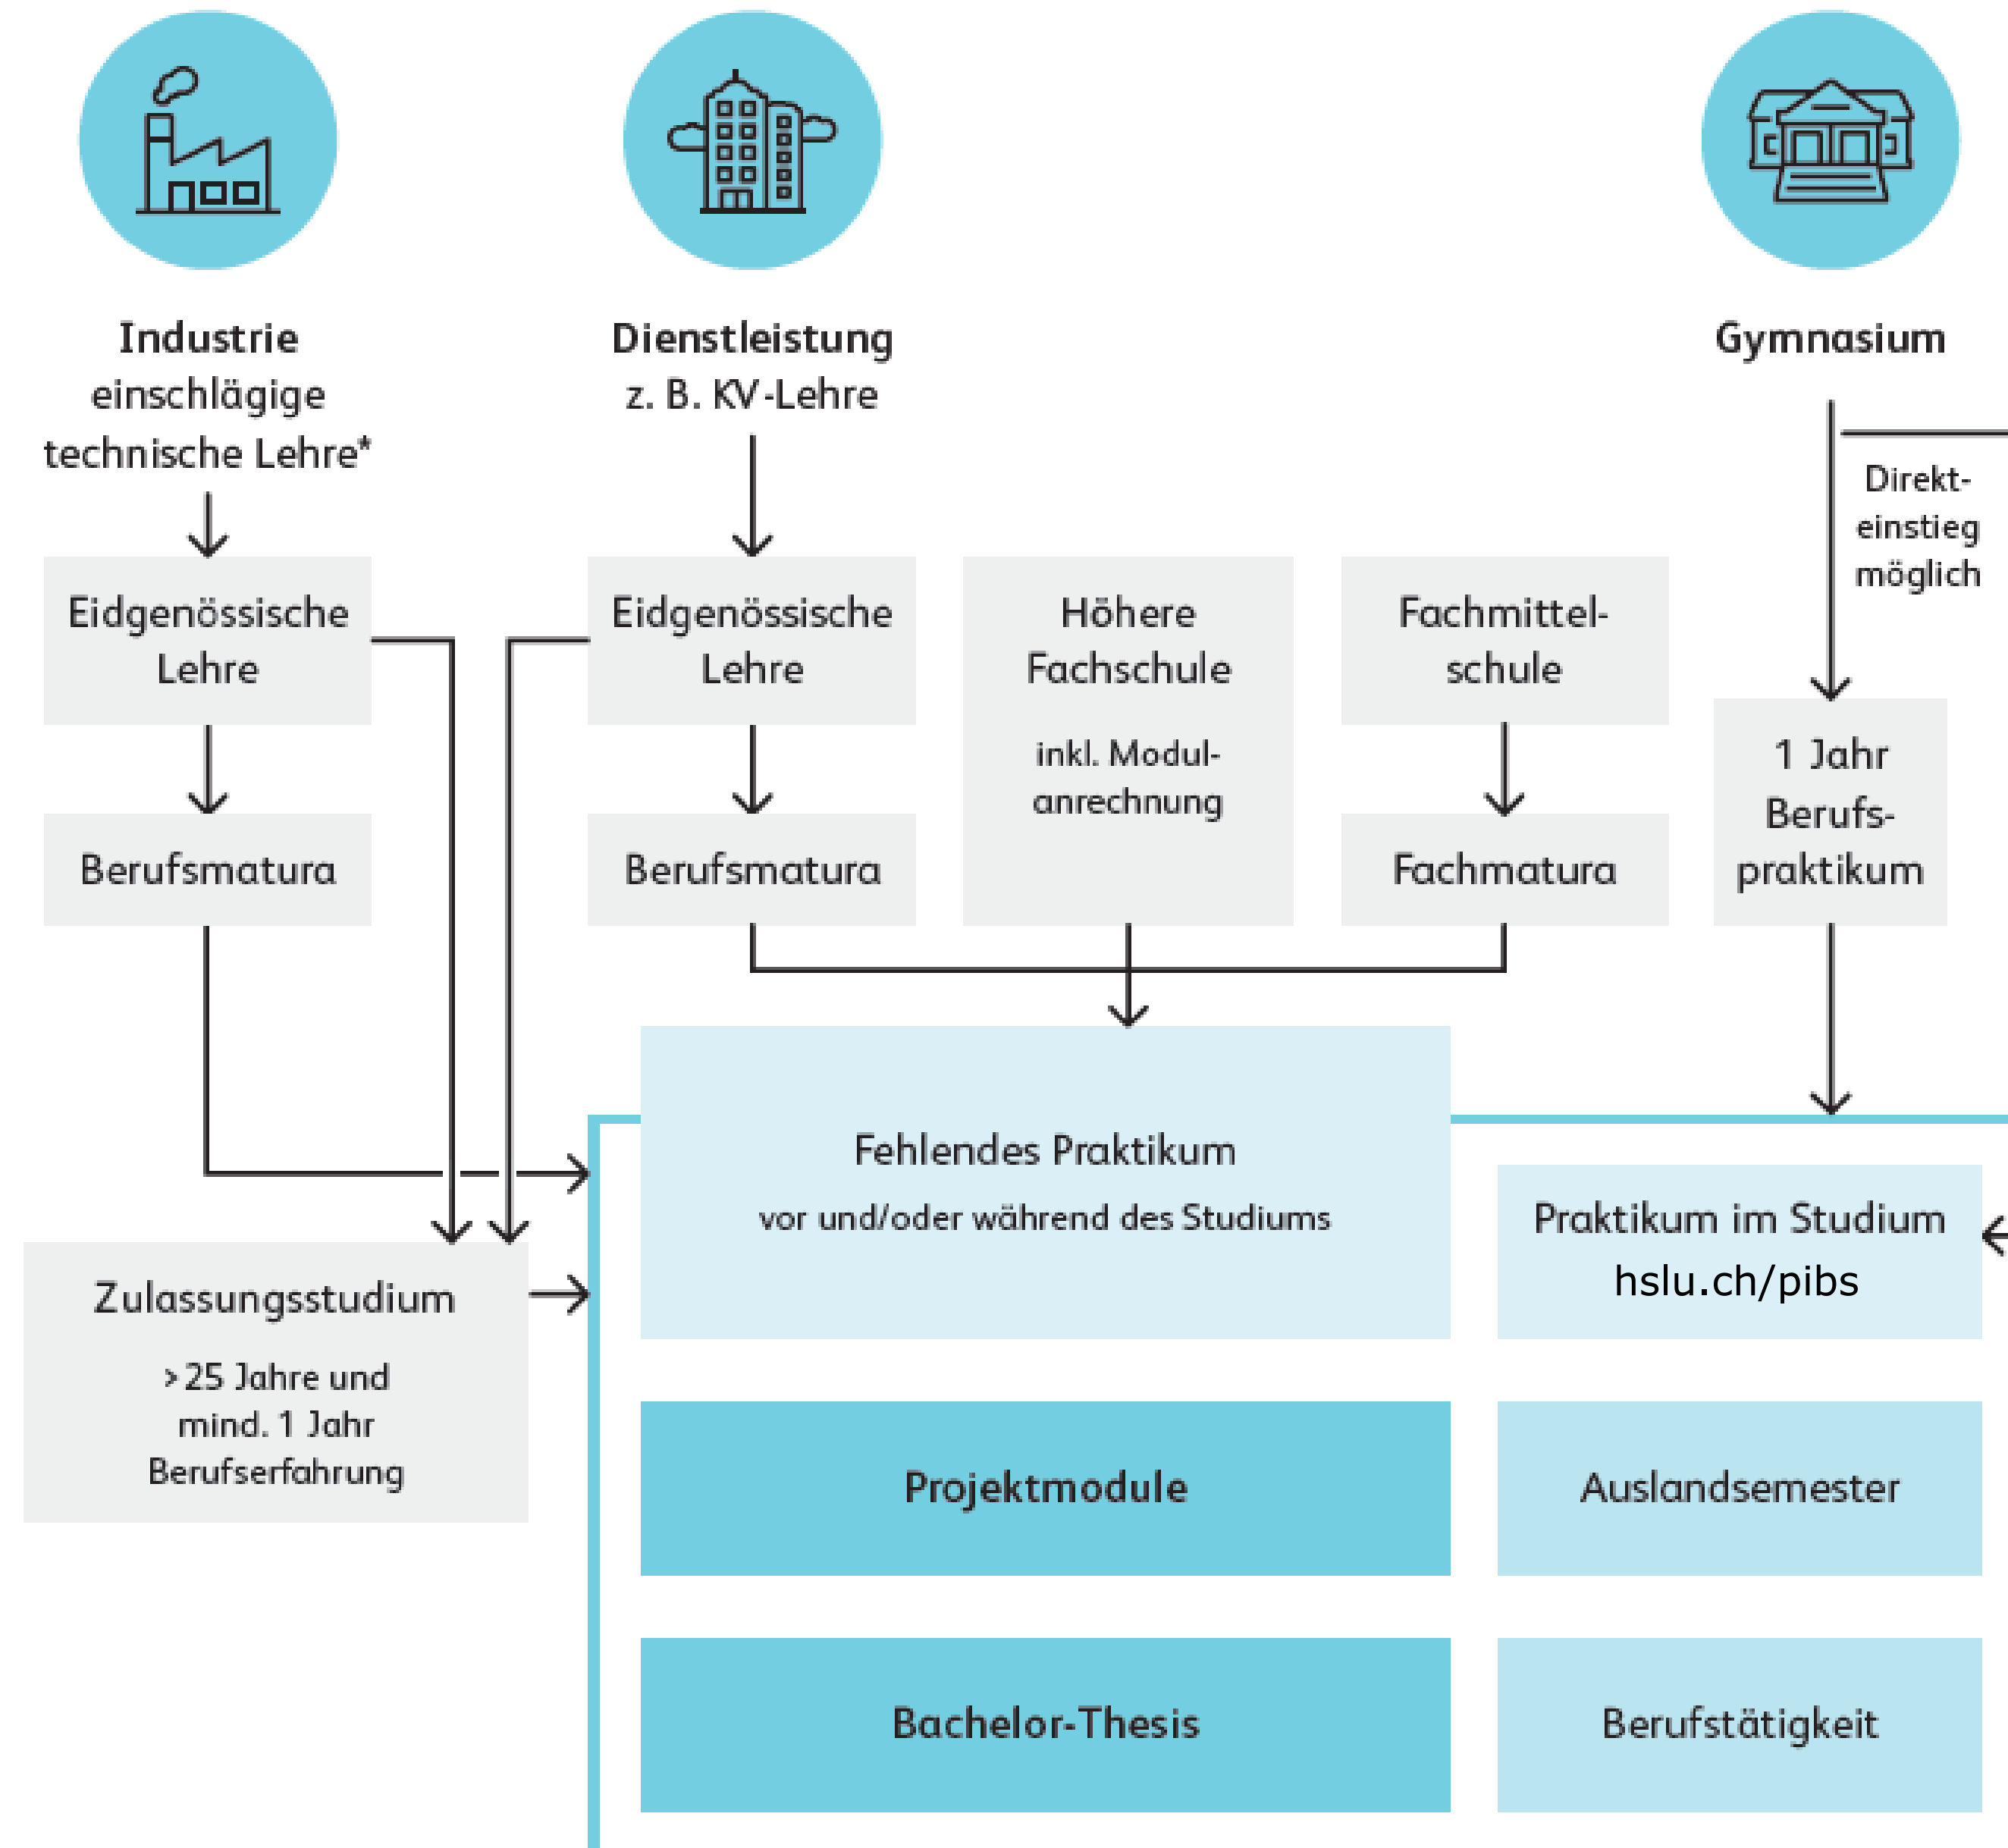 Industrie
einschlägige
technische Lehre*
Dienstleistung
z. B. KV-Lehre
Gymnasium
Direkt-
einstieg
möglich
Eidgenössische
Lehre
Eidgenössische
Lehre
Höhere
Fachschule
inkl. Modul-
anrechnung
Fachmittel-
schule
1 Jahr
Berufs-
praktikum
Berufsmatura
Berufsmatura
Fachmatura
Fehlendes Praktikum
vor und/oder während des Studiums
Praktikum im Studium
hslu.ch/pibs
Zulassungsstudium
>25 Jahre und
mind. 1 Jahr
Berufserfahrung
Projektmodule
Auslandsemester
Bachelor-Thesis
Berufstätigkeit